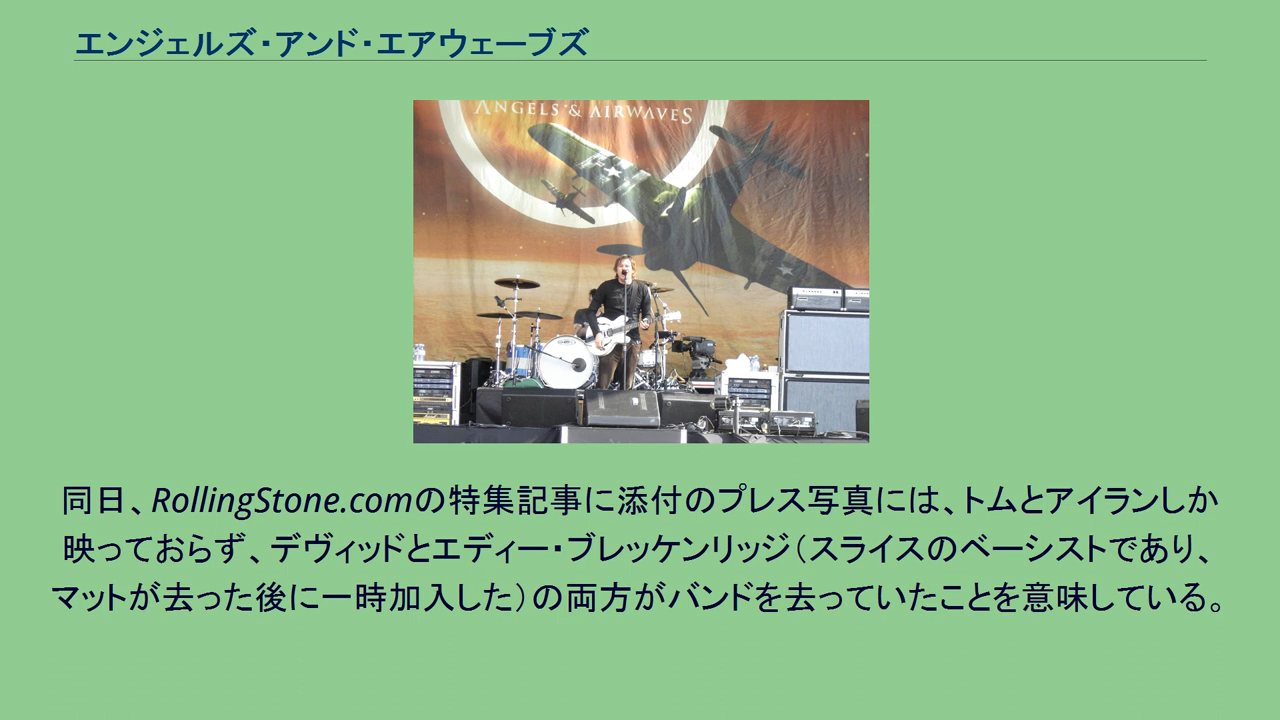 エンジェルズ・アンド・エアウェーブズ
ANGELS & AIRWAVES
同日、RollingStone.comの特集記事に添付のプレス写真には、トムとアイランしか
映っておらず、デヴィッドとエディー・ブレッケンリッジ（スライスのベーシストであり、
マットが去った後に一時加入した）の両方がバンドを去っていたことを意味している。